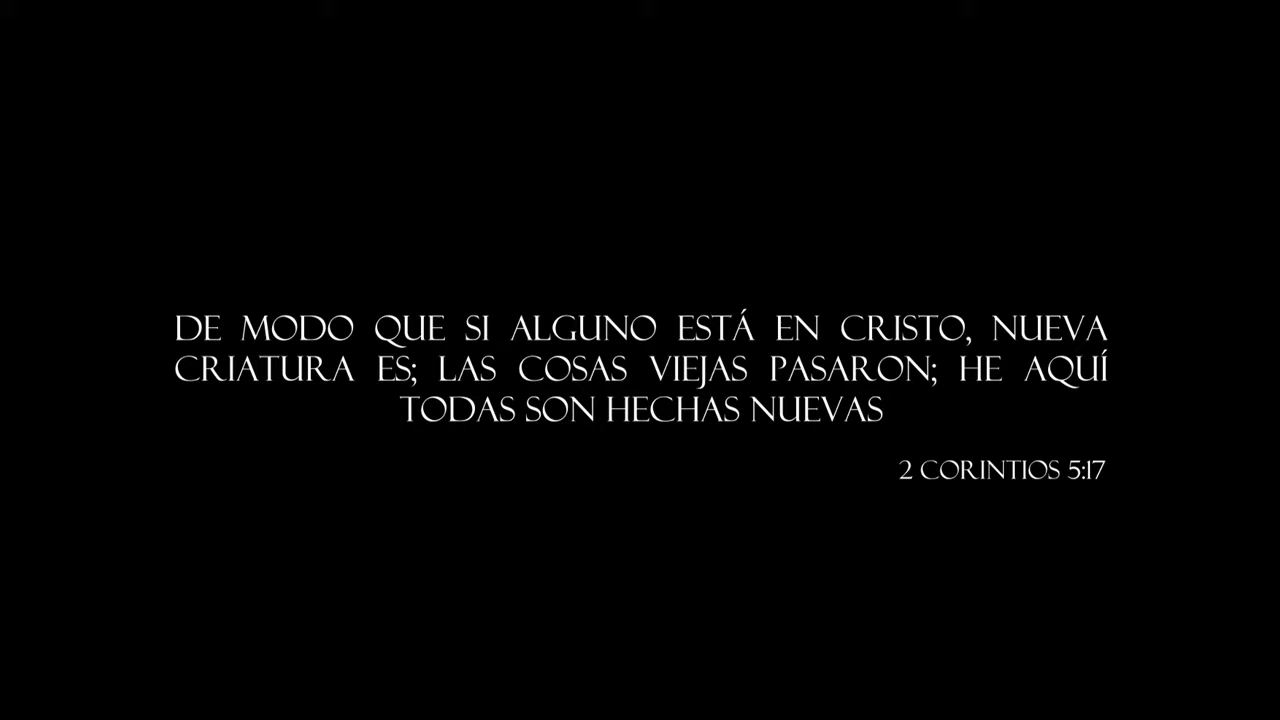 DE MODO QUE SI ALGUNO ESTÁ EN CRISTO, NUEVA
CRIATURA ES; LAS COSAS VIEJAS PASARON; HE AQUÍ
TODAS SON HECHAS NUEVAS
2 CORINTIOS 5:17